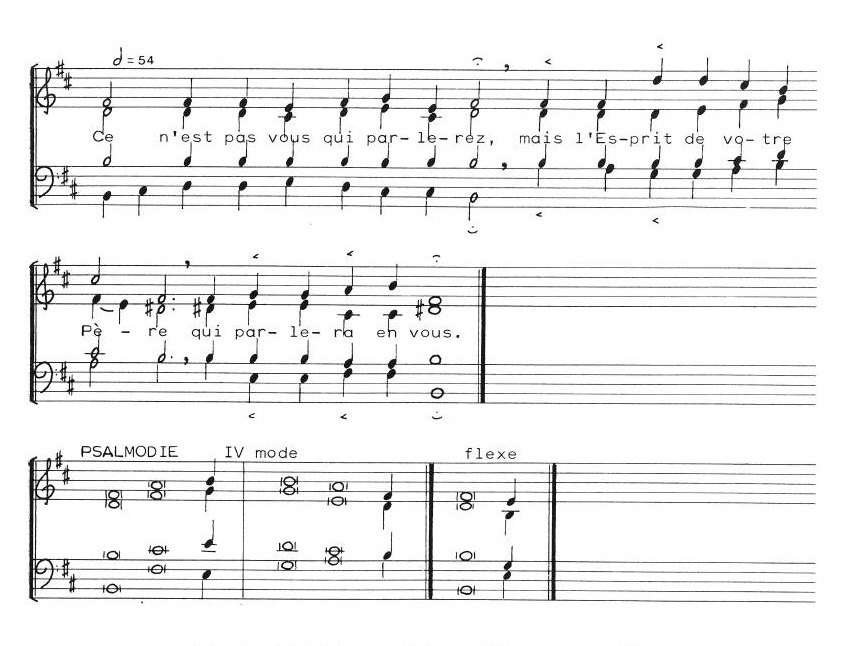 = 54
Ce n'est pas vous qui par-le-rez, mais l'Es-prit de vo-tre
Pè - re qui par-le-ra en vous.
PSALMODIE IV mode flexe